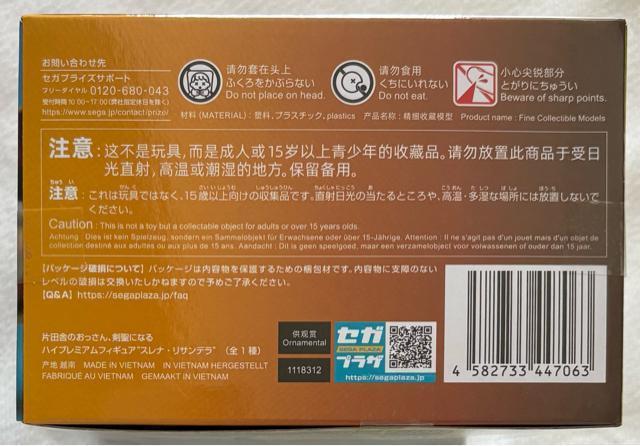 お問い合わせ先
セガプライズサポート
フリーダイヤル 0120-680-043
受付時間 10:00~17:00(弊社指定休日を除く)
https://www.sega.jp/contact/prize/
请勿套在头上
ふくろをかぶらない
Do not place on head.
请勿食用
くちにいれない
Do not eat.
小心尖锐部分
とがりにちゅうい
Beware of sharp points.
材料 (MATERIAL) : 塑料、プラスチック、plastics 产品名称 : 精细收藏模型 Product name : Fine Collectible Models
注意 : 这不是玩具,而是成人或15岁以上青少年的收藏品。请勿放置此商品于受日
光直射,高温或潮湿的地方。保留备用。
注意 : これは玩具ではなく、15歳以上向けの収集品です。直射日光の当たるところや、高温・多湿な場所には放置しないで
ください。
Caution : This is not a toy but a collectable object for adults or over 15 years old.
Achtung : Dies ist kein Spielzeug, sondern ein Sammelobjekt für Erwachsene oder über 15-Jährige. Attention : Il ne s'agit pas d'un jouet mais d'un objet de
collection destiné aux adultes ou aux plus de 15 ans. Aandacht : Dit is geen speelgoed, maar een verzamelobject voor volwassenen of ouder dan 15 jaar.
【パッケージ破損について】パッケージは内容物を保護するための梱包材です。内容物に支障のない
レベルの破損は交換いたしかねますので予めご了承ください。
【Q&A】https://segaplaza.jp/faq
片田舎のおっさん、剣聖になる
ハイプレミアムフィギュア"スレナ・リサンデラ" (全1種)
产地 越南 MADE IN VIETNAM IN VIETNAM HERGESTELLT
FABRIQUÉ AU VIETNAM GEMAAKT IN VIETNAM
供观赏
Ornamental
1118312
セガ
SEGA PLAZA
プラザ
https://segaplaza.jp
4 582733 447063